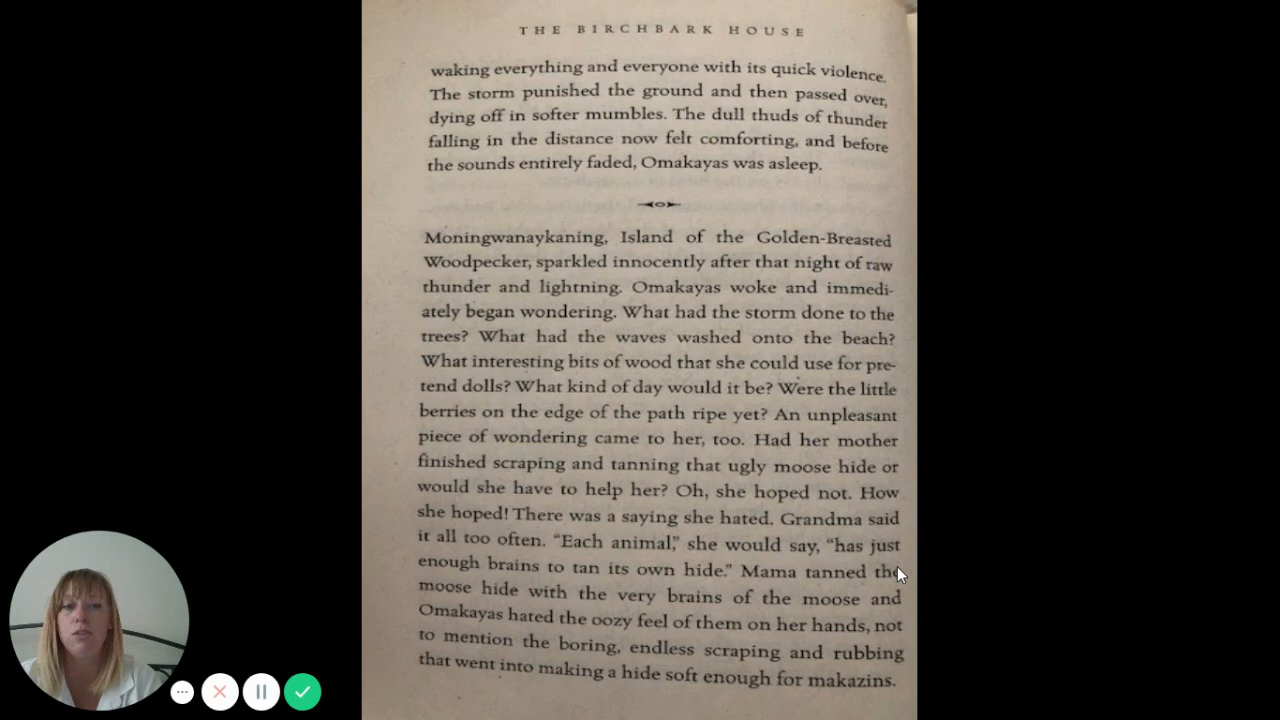 THE BIRCHBARK HOUSE
waking everything and everyone with its quick violence.
The storm punished the ground and then passed over,
dying off in softer mumbles. The dull thuds of thunder
falling in the distance now felt comforting, and before
the sounds entirely faded, Omakayas was asleep.
Moningwanaykaning, Island of the Golden-Breasted
Woodpecker, sparkled innocently after that night of raw
thunder and lightning. Omakayas woke and immedi-
ately began wondering. What had the storm done to the
trees? What had the waves washed onto the beach?
What interesting bits of wood that she could use for pre-
tend dolls? What kind of day would it be? Were the little
berries on the edge of the path ripe yet? An unpleasant
piece of wondering came to her, too. Had her mother
finished scraping and tanning that ugly moose hide or
would she have to help her? Oh, she hoped not. How
she hoped! There was a saying she hated. Grandma said
it all too often. “Each animal,” she would say, “has just
enough brains to tan its own hide.” Mama tanned the
moose hide with the very brains of the moose and
Omakayas hated the oozy feel of them on her hands, not
to mention the boring, endless scraping and rubbing
that went into making a hide soft enough for makazins.